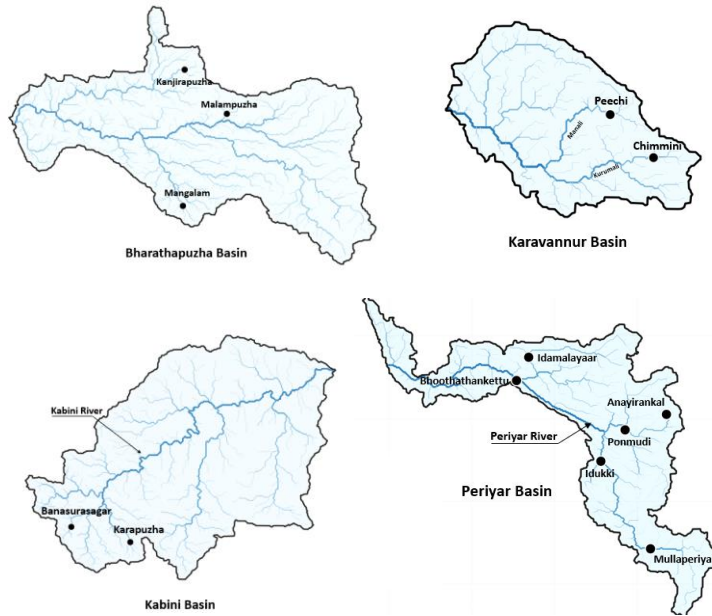 Kanjirapuzha
Malampuzha
Mangalam
Bharathapuzha Basin
Peechi
Manali
Chimmini
Kurumali
Karavannur Basin
Kabini River
Banasurasagar
Karapuzha
Kabini Basin
Idamalayaar
Bhoothathankettu
Anayirankal
Periyar River
Ponmudi
Idukki
Periyar Basin
Mullaperiya